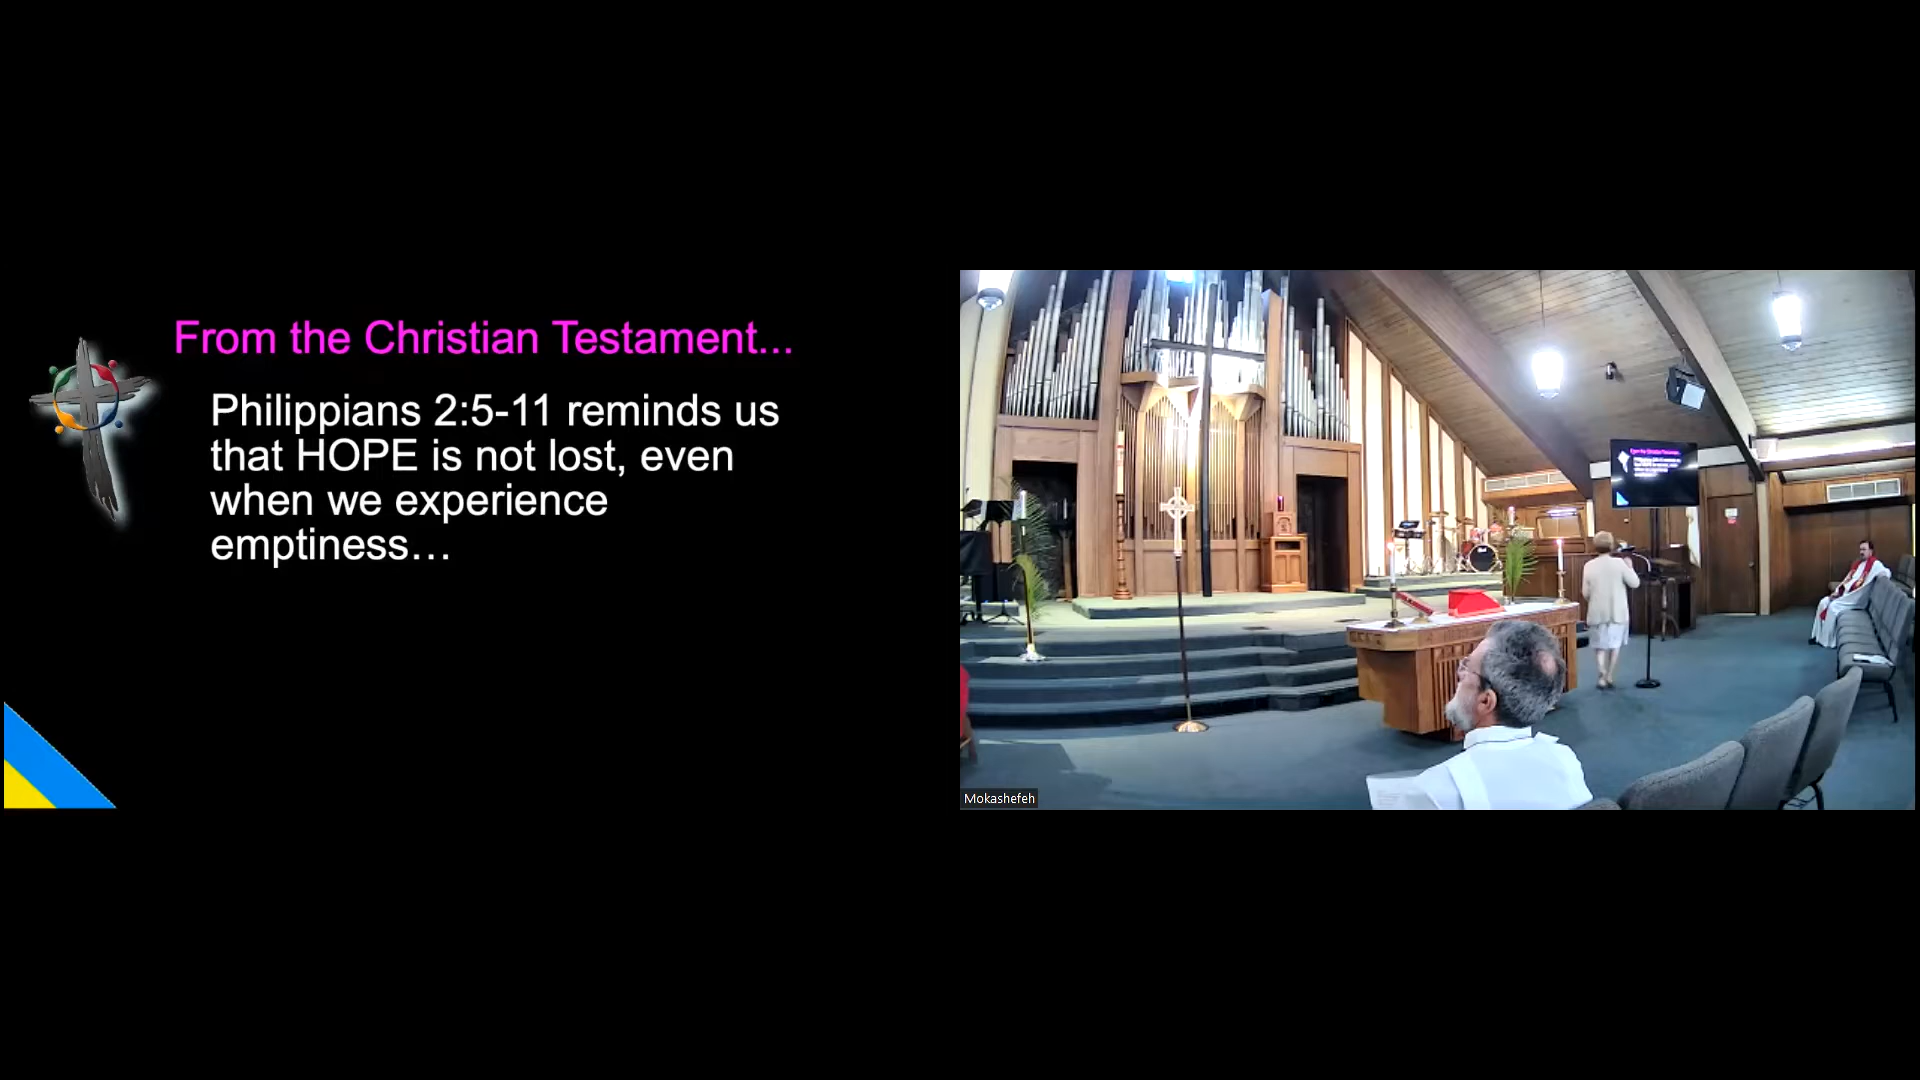 From the Christian Testament...
Philippians 2:5-11 reminds us
that HOPE is not lost, even
when we experience
emptiness…
Mokashefeh